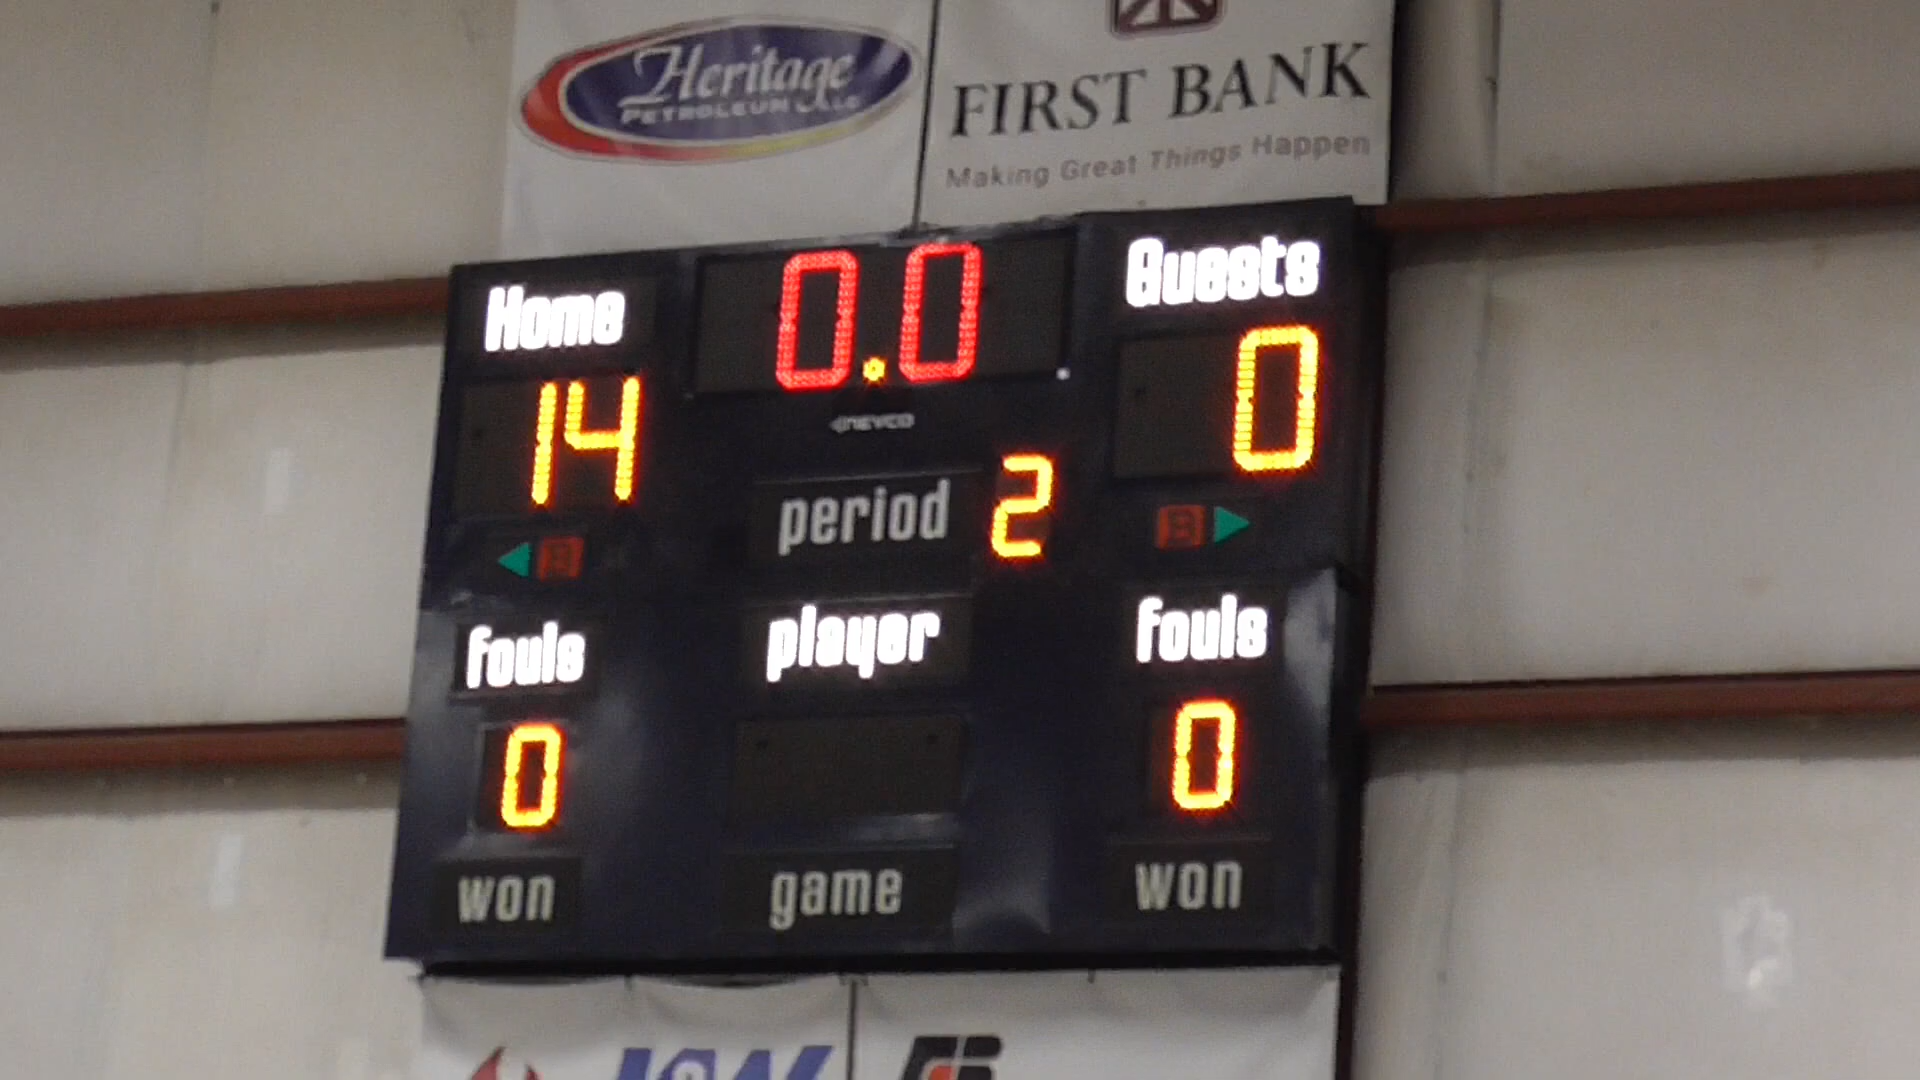 Heritage
PETROLEUM LLC
FIRST BANK
Making Great Things Happen
Home
0.0
Guests
14
0
NEVCO
period 2
B
B
fouls
player
fouls
0
0
won
game
won